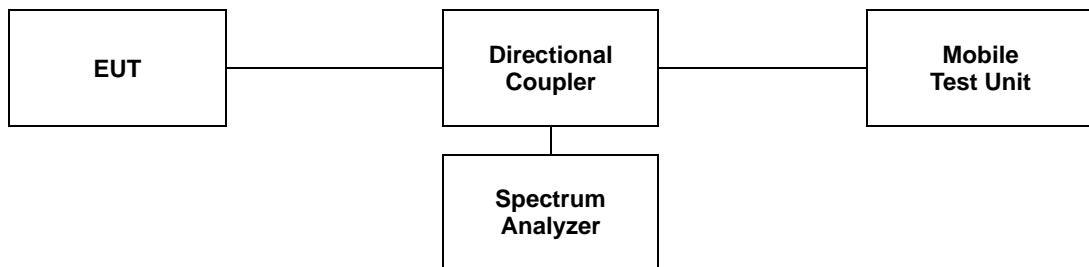 EUT
Directional
Coupler
Mobile
Test Unit
Spectrum
Analyzer